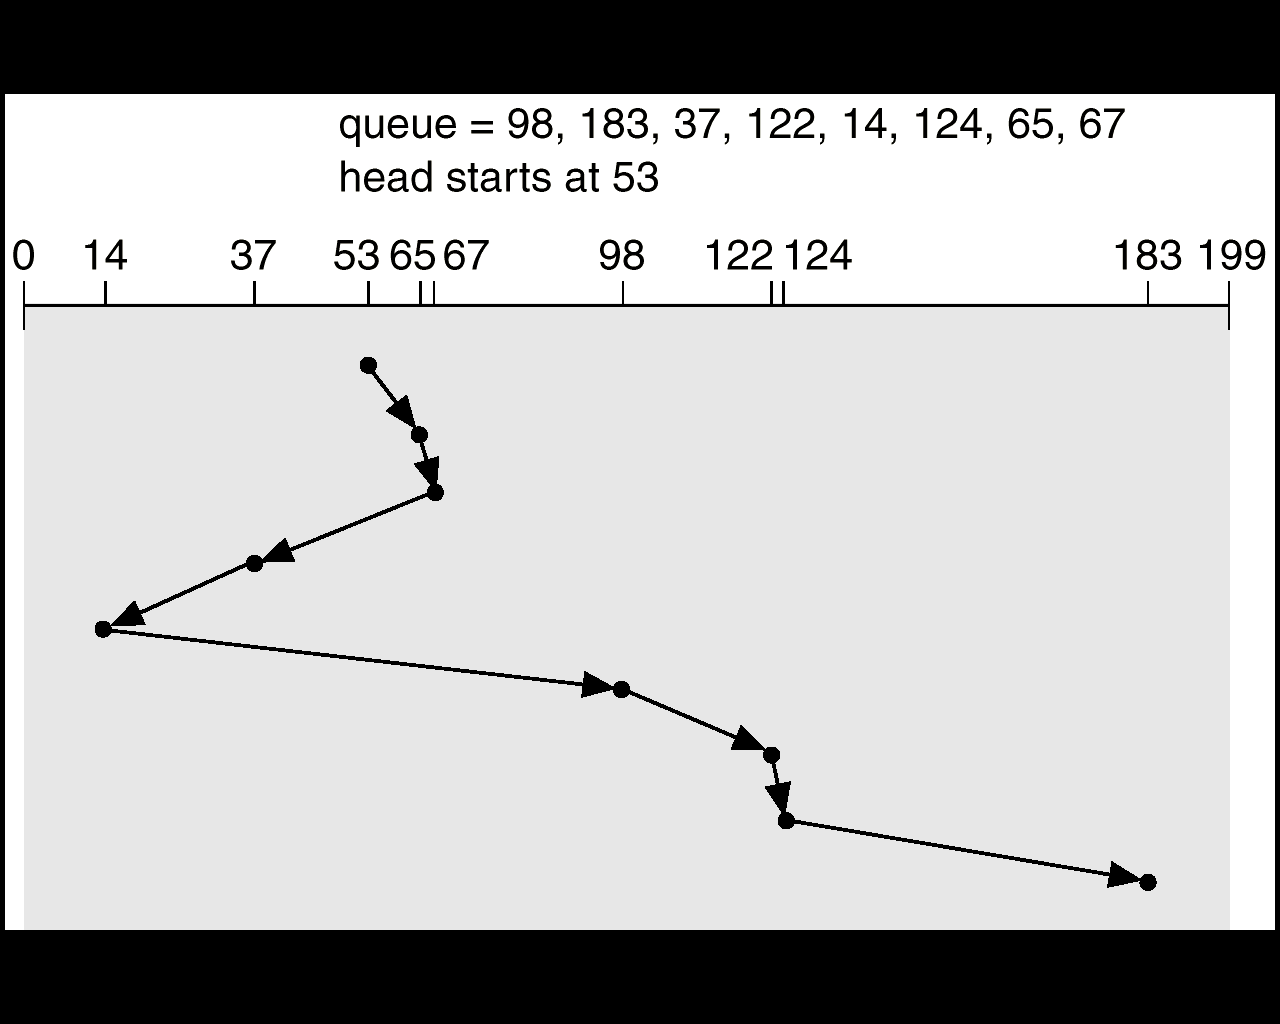 queue = 98, 183, 37, 122, 14, 124, 65, 67
head starts at 53
0 14 37 53 65 67 98 122 124 183 199